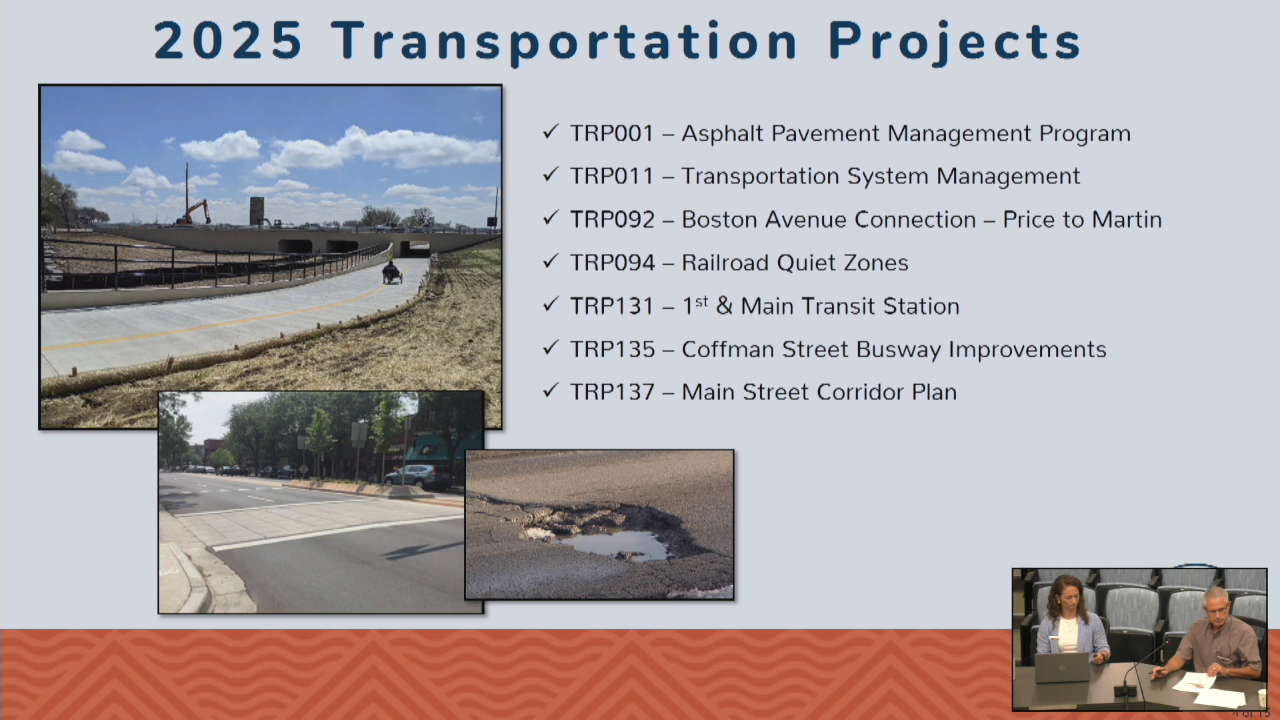 2025 Transportation Projects
✓ TRP001 – Asphalt Pavement Management Program
✓ TRP011 – Transportation System Management
✓ TRP092 – Boston Avenue Connection – Price to Martin
✓ TRP094 – Railroad Quiet Zones
✓ TRP131 – 1st & Main Transit Station
✓ TRP135 – Coffman Street Busway Improvements
✓ TRP137 – Main Street Corridor Plan